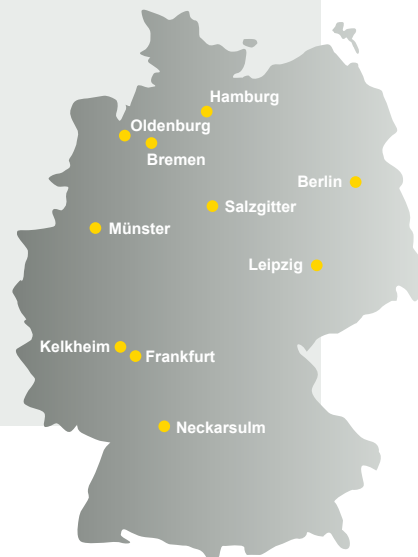 Hamburg
Oldenburg
Bremen
Berlin
Salzgitter
Münster
Leipzig
Kelkheim
Frankfurt
Neckarsulm